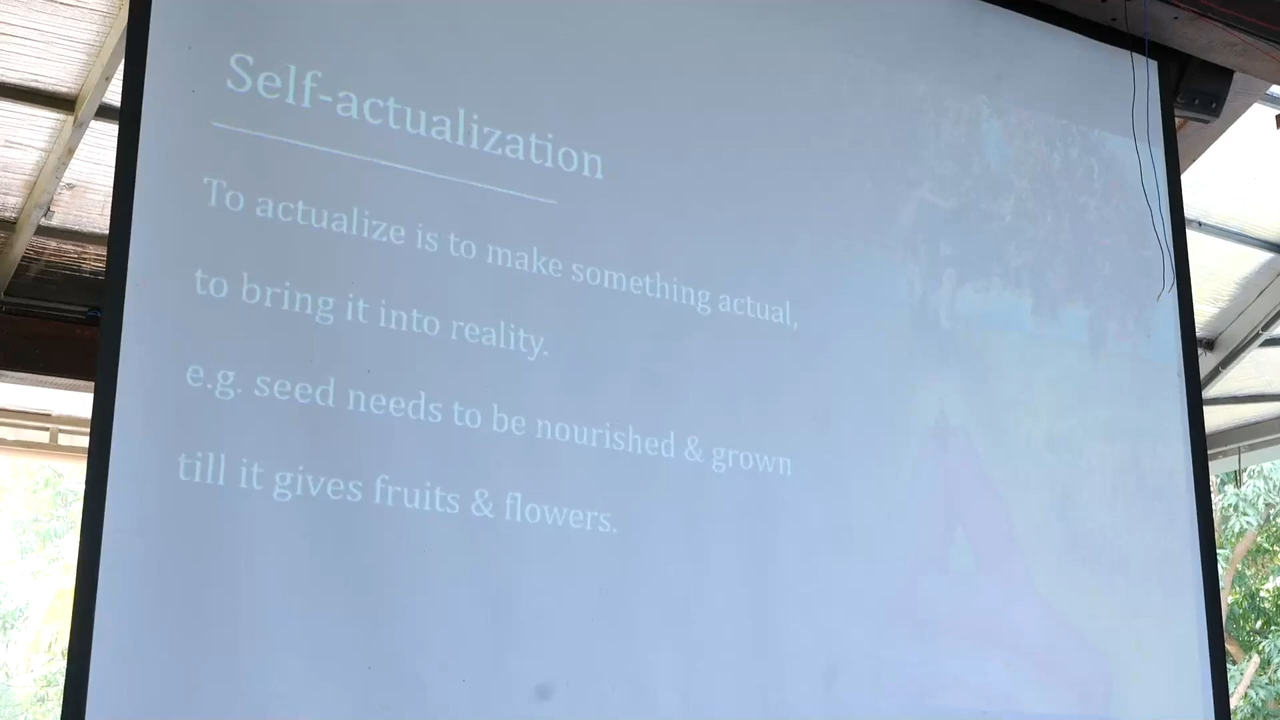 Self-actualization
To actualize is to make something actual,
to bring it into reality.
e.g. seed needs to be nourished & grown
till it gives fruits & flowers.